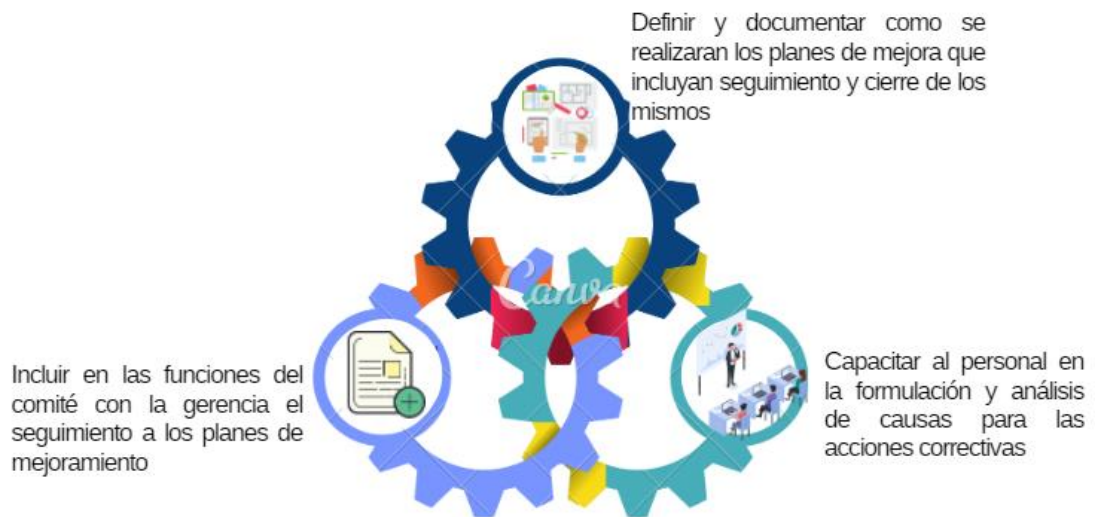 Definir y documentar como se
realizaran los planes de mejora que
incluyan seguimiento y cierre de los
mismos
Canva
Incluir en las funciones del
comité con la gerencia el
seguimiento a los planes de
mejoramiento
Capacitar al personal en
la formulación y análisis
de causas para las
acciones correctivas